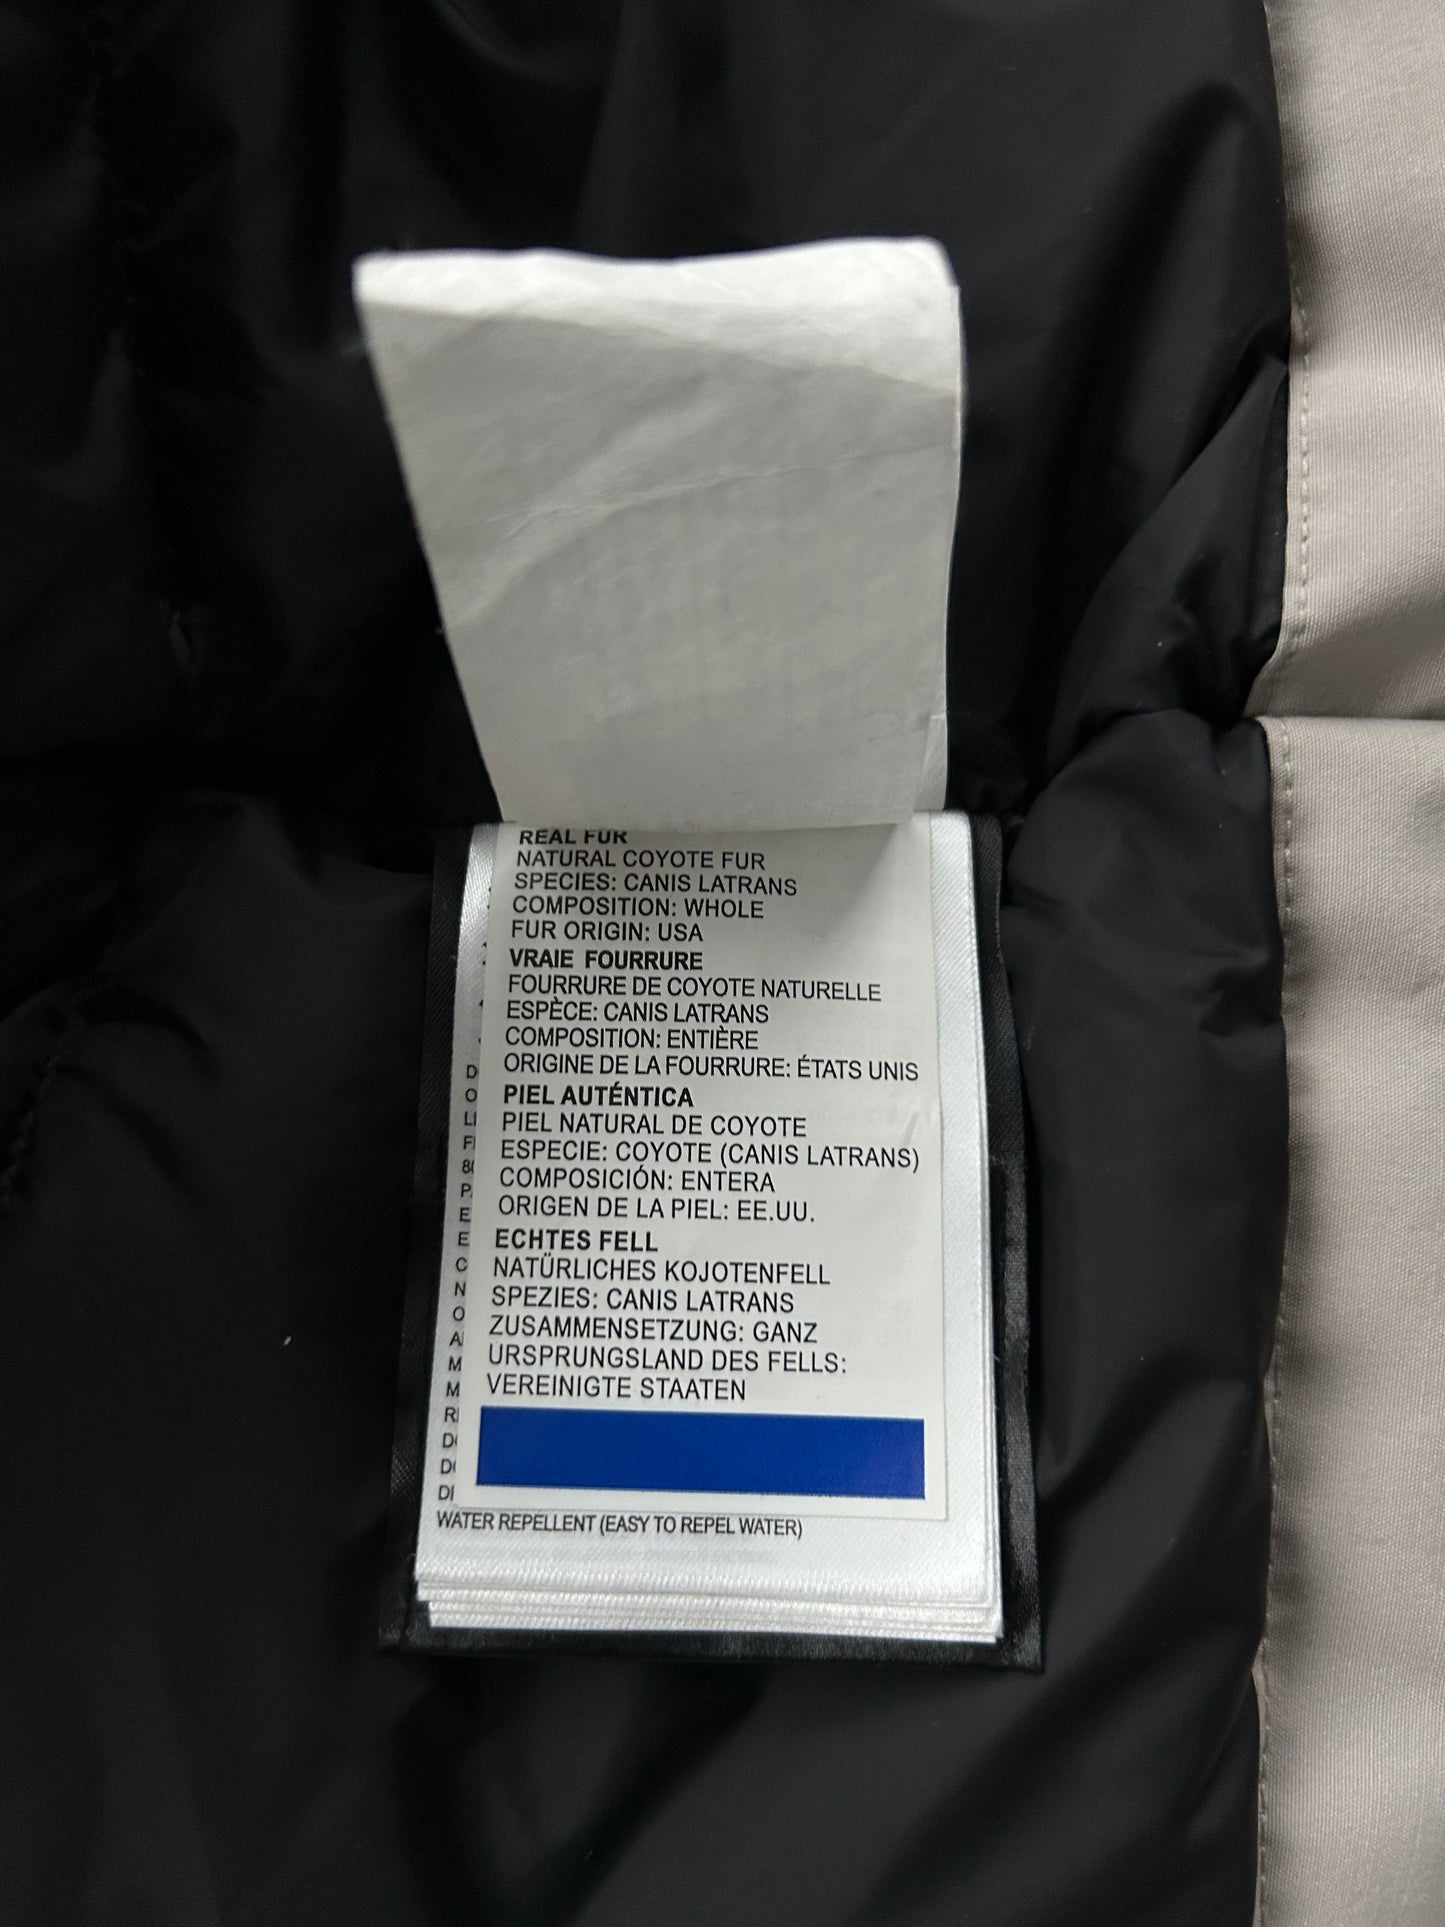 REAL FUR
NATURAL COYOTE FUR
SPECIES: CANIS LATRANS
COMPOSITION: WHOLE
FUR ORIGIN: USA
VRAIE FOURRURE
FOURRURE DE COYOTE NATURELLE
ESPÈCE: CANIS LATRANS
COMPOSITION: ENTIÈRE
ORIGINE DE LA FOURRURE: ÉTATS UNIS
PIEL AUTÉNTICA
PIEL NATURAL DE COYOTE
ESPECIE: COYOTE (CANIS LATRANS)
COMPOSICIÓN: ENTERA
ORIGEN DE LA PIEL: EE.UU.
ECHTES FELL
NATÜRLICHES KOJOTENFELL
SPEZIES: CANIS LATRANS
ZUSAMMENSETZUNG: GANZ
URSPRUNGSLAND DES FELLS:
VEREINIGTE STAATEN
WATER REPELLENT (EASY TO REPEL WATER)